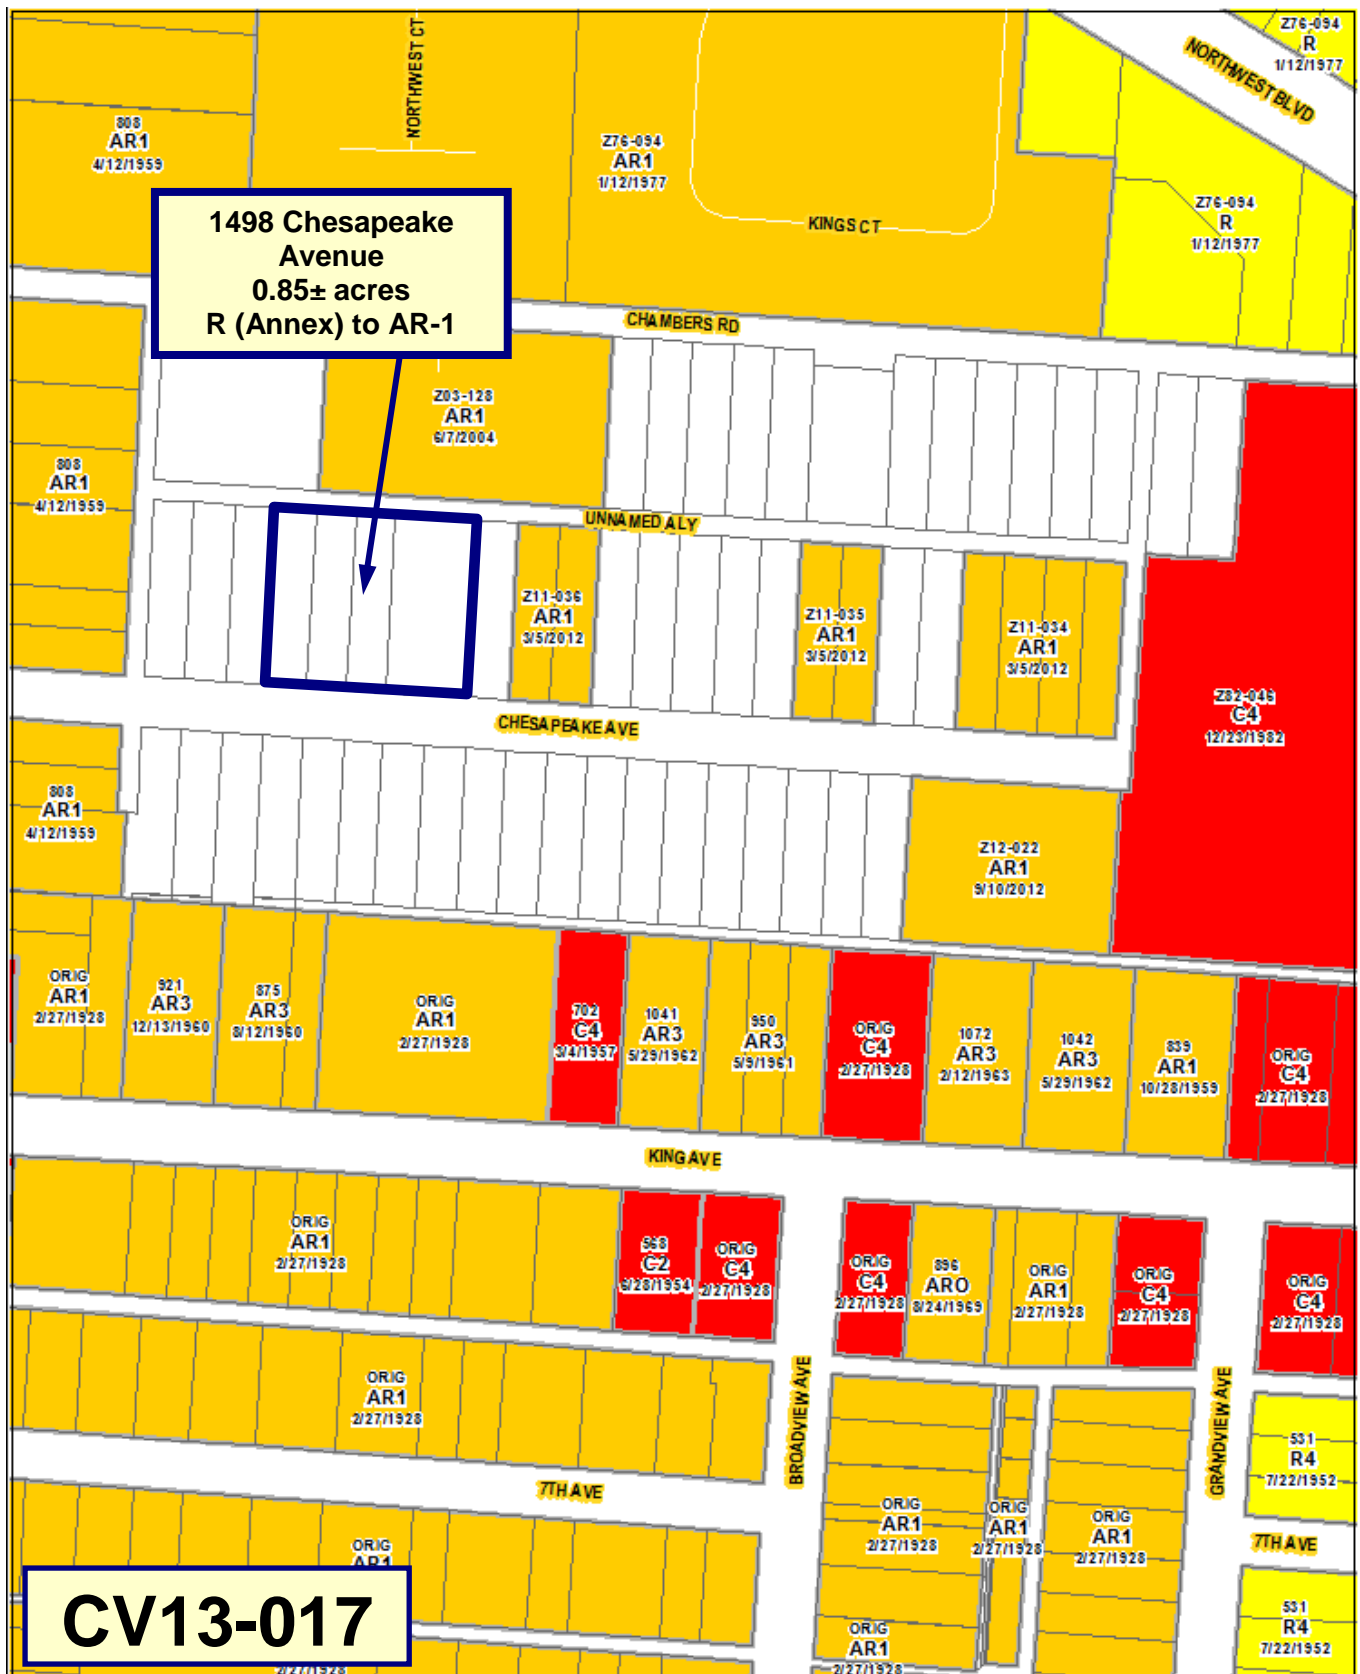 NORTHWEST CT
Z76-094
R
1/12/1977
NORTHWEST BLVD
808
AR1
4/12/1959
Z76-094
AR1
1/12/1977
KINGS CT
Z76-094
R
1/12/1977
1498 Chesapeake
Avenue
0.85± acres
R (Annex) to AR-1
CHAMBERS RD
Z03-128
AR1
6/7/2004
808
AR1
4/12/1959
UNNAMED ALY
Z11-036
AR1
3/5/2012
Z11-035
AR1
3/5/2012
Z11-034
AR1
3/5/2012
Z82-046
C4
12/23/1982
CHESAPEAKE AVE
808
AR1
4/12/1959
Z12-022
AR1
9/10/2012
ORIG
AR1
2/27/1928
921
AR3
12/13/1960
875
AR3
8/12/1960
ORIG
AR1
2/27/1928
702
C4
3/4/1957
1041
AR3
5/29/1962
950
AR3
5/9/1961
ORIG
C4
2/27/1928
1072
AR3
2/12/1963
1042
AR3
5/29/1962
839
AR1
10/28/1959
ORIG
C4
2/27/1928
KING AVE
ORIG
AR1
2/27/1928
568
C2
6/28/1954
ORIG
C4
2/27/1928
ORIG
C4
2/27/1928
896
ARO
8/24/1969
ORIG
AR1
2/27/1928
ORIG
C4
2/27/1928
ORIG
C4
2/27/1928
ORIG
AR1
2/27/1928
BROADVIEW AVE
GRANDVIEW AVE
531
R4
7/22/1952
7TH AVE
ORIG
AR1
2/27/1928
ORIG
AR1
2/27/1928
ORIG
AR1
2/27/1928
7TH AVE
ORIG
AR1
CV13-017
2/27/1928
ORIG
AR1
2/27/1928
531
R4
7/22/1952